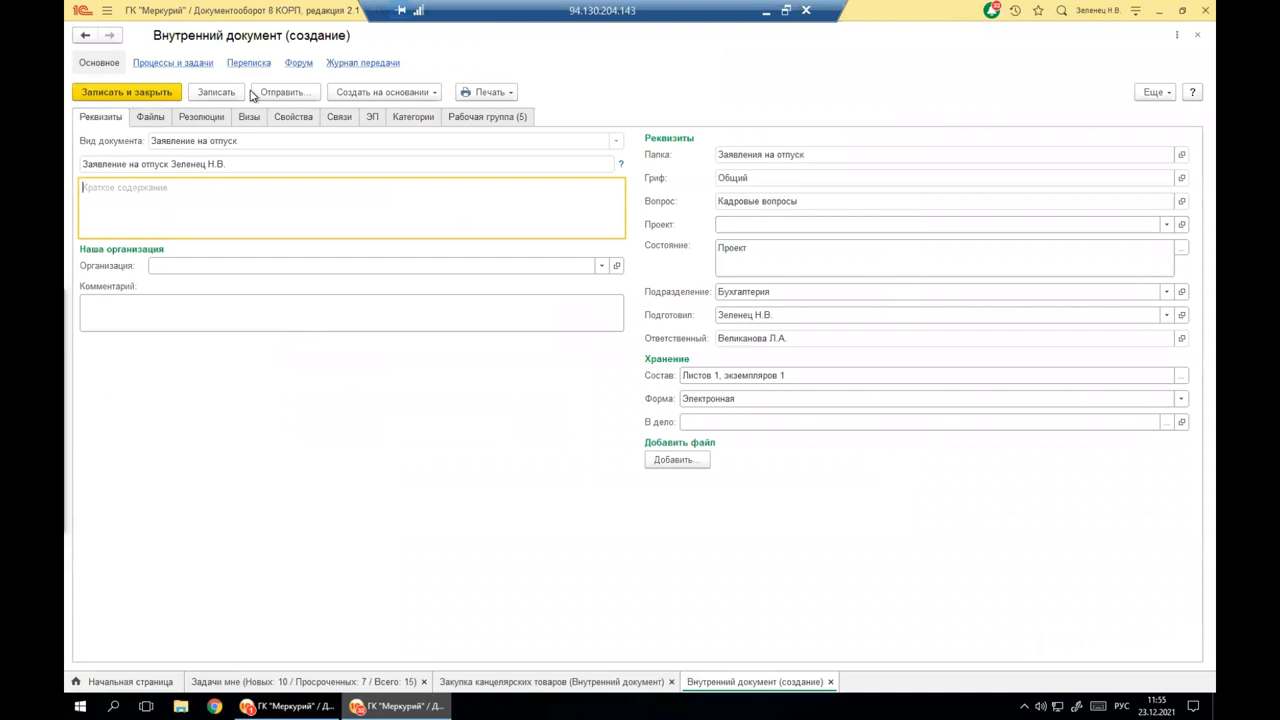 ГК "Меркурий" / Документооборот 8 КОРП, редакция 2.1
94.130.204.143
Зеленец Н.В.
Внутренний документ (создание)
Основное Процессы и задачи Переписка Форум Журнал передачи
Записать и закрыть Записать Отправить... Создать на основании Печать Еще ?
Реквизиты Файлы Резолюции Визы Свойства Связи ЭП Категории Рабочая группа (5)
Вид документа: Заявление на отпуск
Заявление на отпуск Зеленец Н.В. ?
Краткое содержание
Наша организация
Организация:
Комментарий:
Реквизиты
Папка: Заявления на отпуск
Гриф: Общий
Вопрос: Кадровые вопросы
Проект:
Состояние: Проект
Подразделение: Бухгалтерия
Подготовил: Зеленец Н.В.
Ответственный: Великанова Л.А.
Хранение
Состав: Листов 1, экземпляров 1
Форма: Электронная
В дело:
Добавить файл
Добавить...
Начальная страница Задачи мне (Новых: 10 / Просроченных: 7 / Всего: 15) Закупка канцелярских товаров (Внутренний документ) Внутренний документ (создание)
ГК "Меркурий" / Д... ГК "Меркурий" / Д... РУС 11:55
23.12.2021